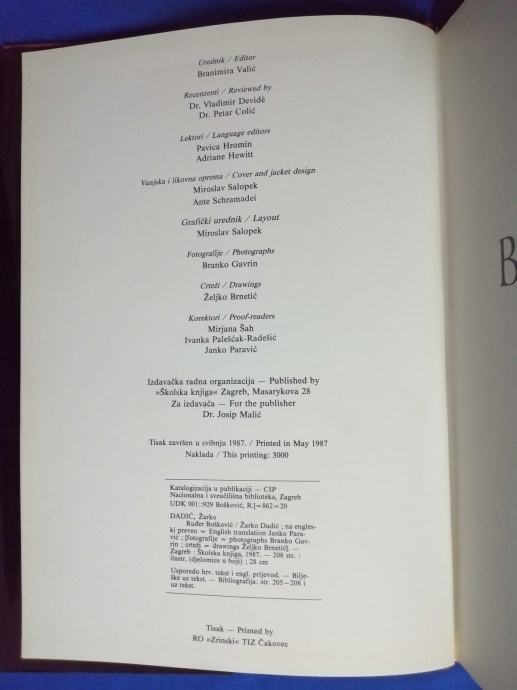 Urednik / Editor
Branimira Valić
Recenzenti / Reviewed by
Dr. Vladimir Devidé
Dr. Petar Colić
Lektori / Language editors
Pavica Hromin
Adriane Hewitt
Vanjska i likovna oprema / Cover and jacket design
Miroslav Salopek
Ante Schramadei
Grafički urednik / Layout
Miroslav Salopek
Fotografije / Photographs
Branko Gavrin
Crteži / Drawings
Željko Brnetić
Korektori / Proof-readers
Mirjana Šah
Ivanka Palešćak-Radešić
Janko Paravić
Izdavačka radna organizacija — Published by
»Školska knjiga« Zagreb, Masarykova 28
Za izdavača — For the publisher
Dr. Josip Malić
Tisak završen u svibnju 1987. / Printed in May 1987
Naklada / This printing: 3000
Katalogizacija u publikaciji — CIP
Nacionalna i sveučilišna biblioteka, Zagreb
UDK 001:929 Bošković, R.J=862=20
DADIĆ, Žarko
Ruđer Bošković / Žarko Dadić ; na engles-
ki preveo = English translation Janko Para-
vić ; [fotografije = photographs Branko Gav-
rin ; crteži = drawings Željko Brnetić]. —
Zagreb : Školska knjiga, 1987. — 208 str. :
ilustr. (djelomice u boji) ; 28 cm
Usporedo hrv. tekst i engl. prijevod. — Bilje-
ške uz tekst. — Bibliografija: str. 205—208 i
uz tekst.
Tisak — Printed by
RO »Zrinski« TIZ Čakovec
B